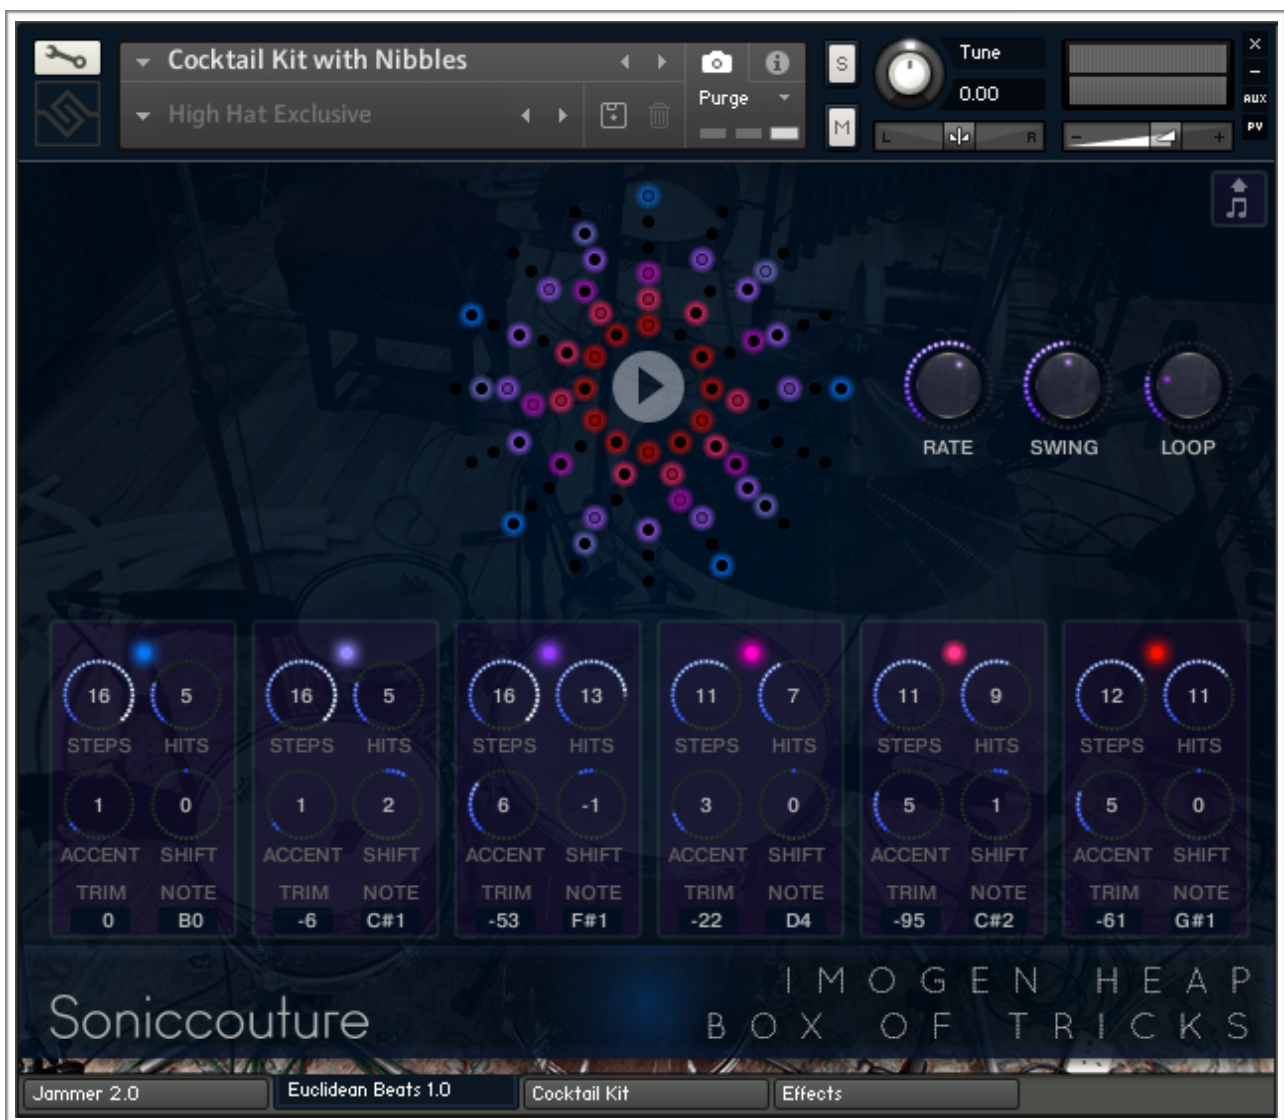 Cocktail Kit with Nibbles
High Hat Exclusive
Purge
S
M
Tune
0.00
L R
- +
×
-
AUX
PV
RATE SWING LOOP
16 5 16 5 16 13 11 7 11 9 12 11
STEPS HITS STEPS HITS STEPS HITS STEPS HITS STEPS HITS STEPS HITS
1 0 1 2 6 -1 3 0 5 1 5 0
ACCENT SHIFT ACCENT SHIFT ACCENT SHIFT ACCENT SHIFT ACCENT SHIFT ACCENT SHIFT
TRIM NOTE TRIM NOTE TRIM NOTE TRIM NOTE TRIM NOTE TRIM NOTE
0 B0 -6 C#1 -53 F#1 -22 D4 -95 C#2 -61 G#1
Soniccouture
IMOGEN HEAP
BOX OF TRICKS
Jammer 2.0 Euclidean Beats 1.0 Cocktail Kit Effects